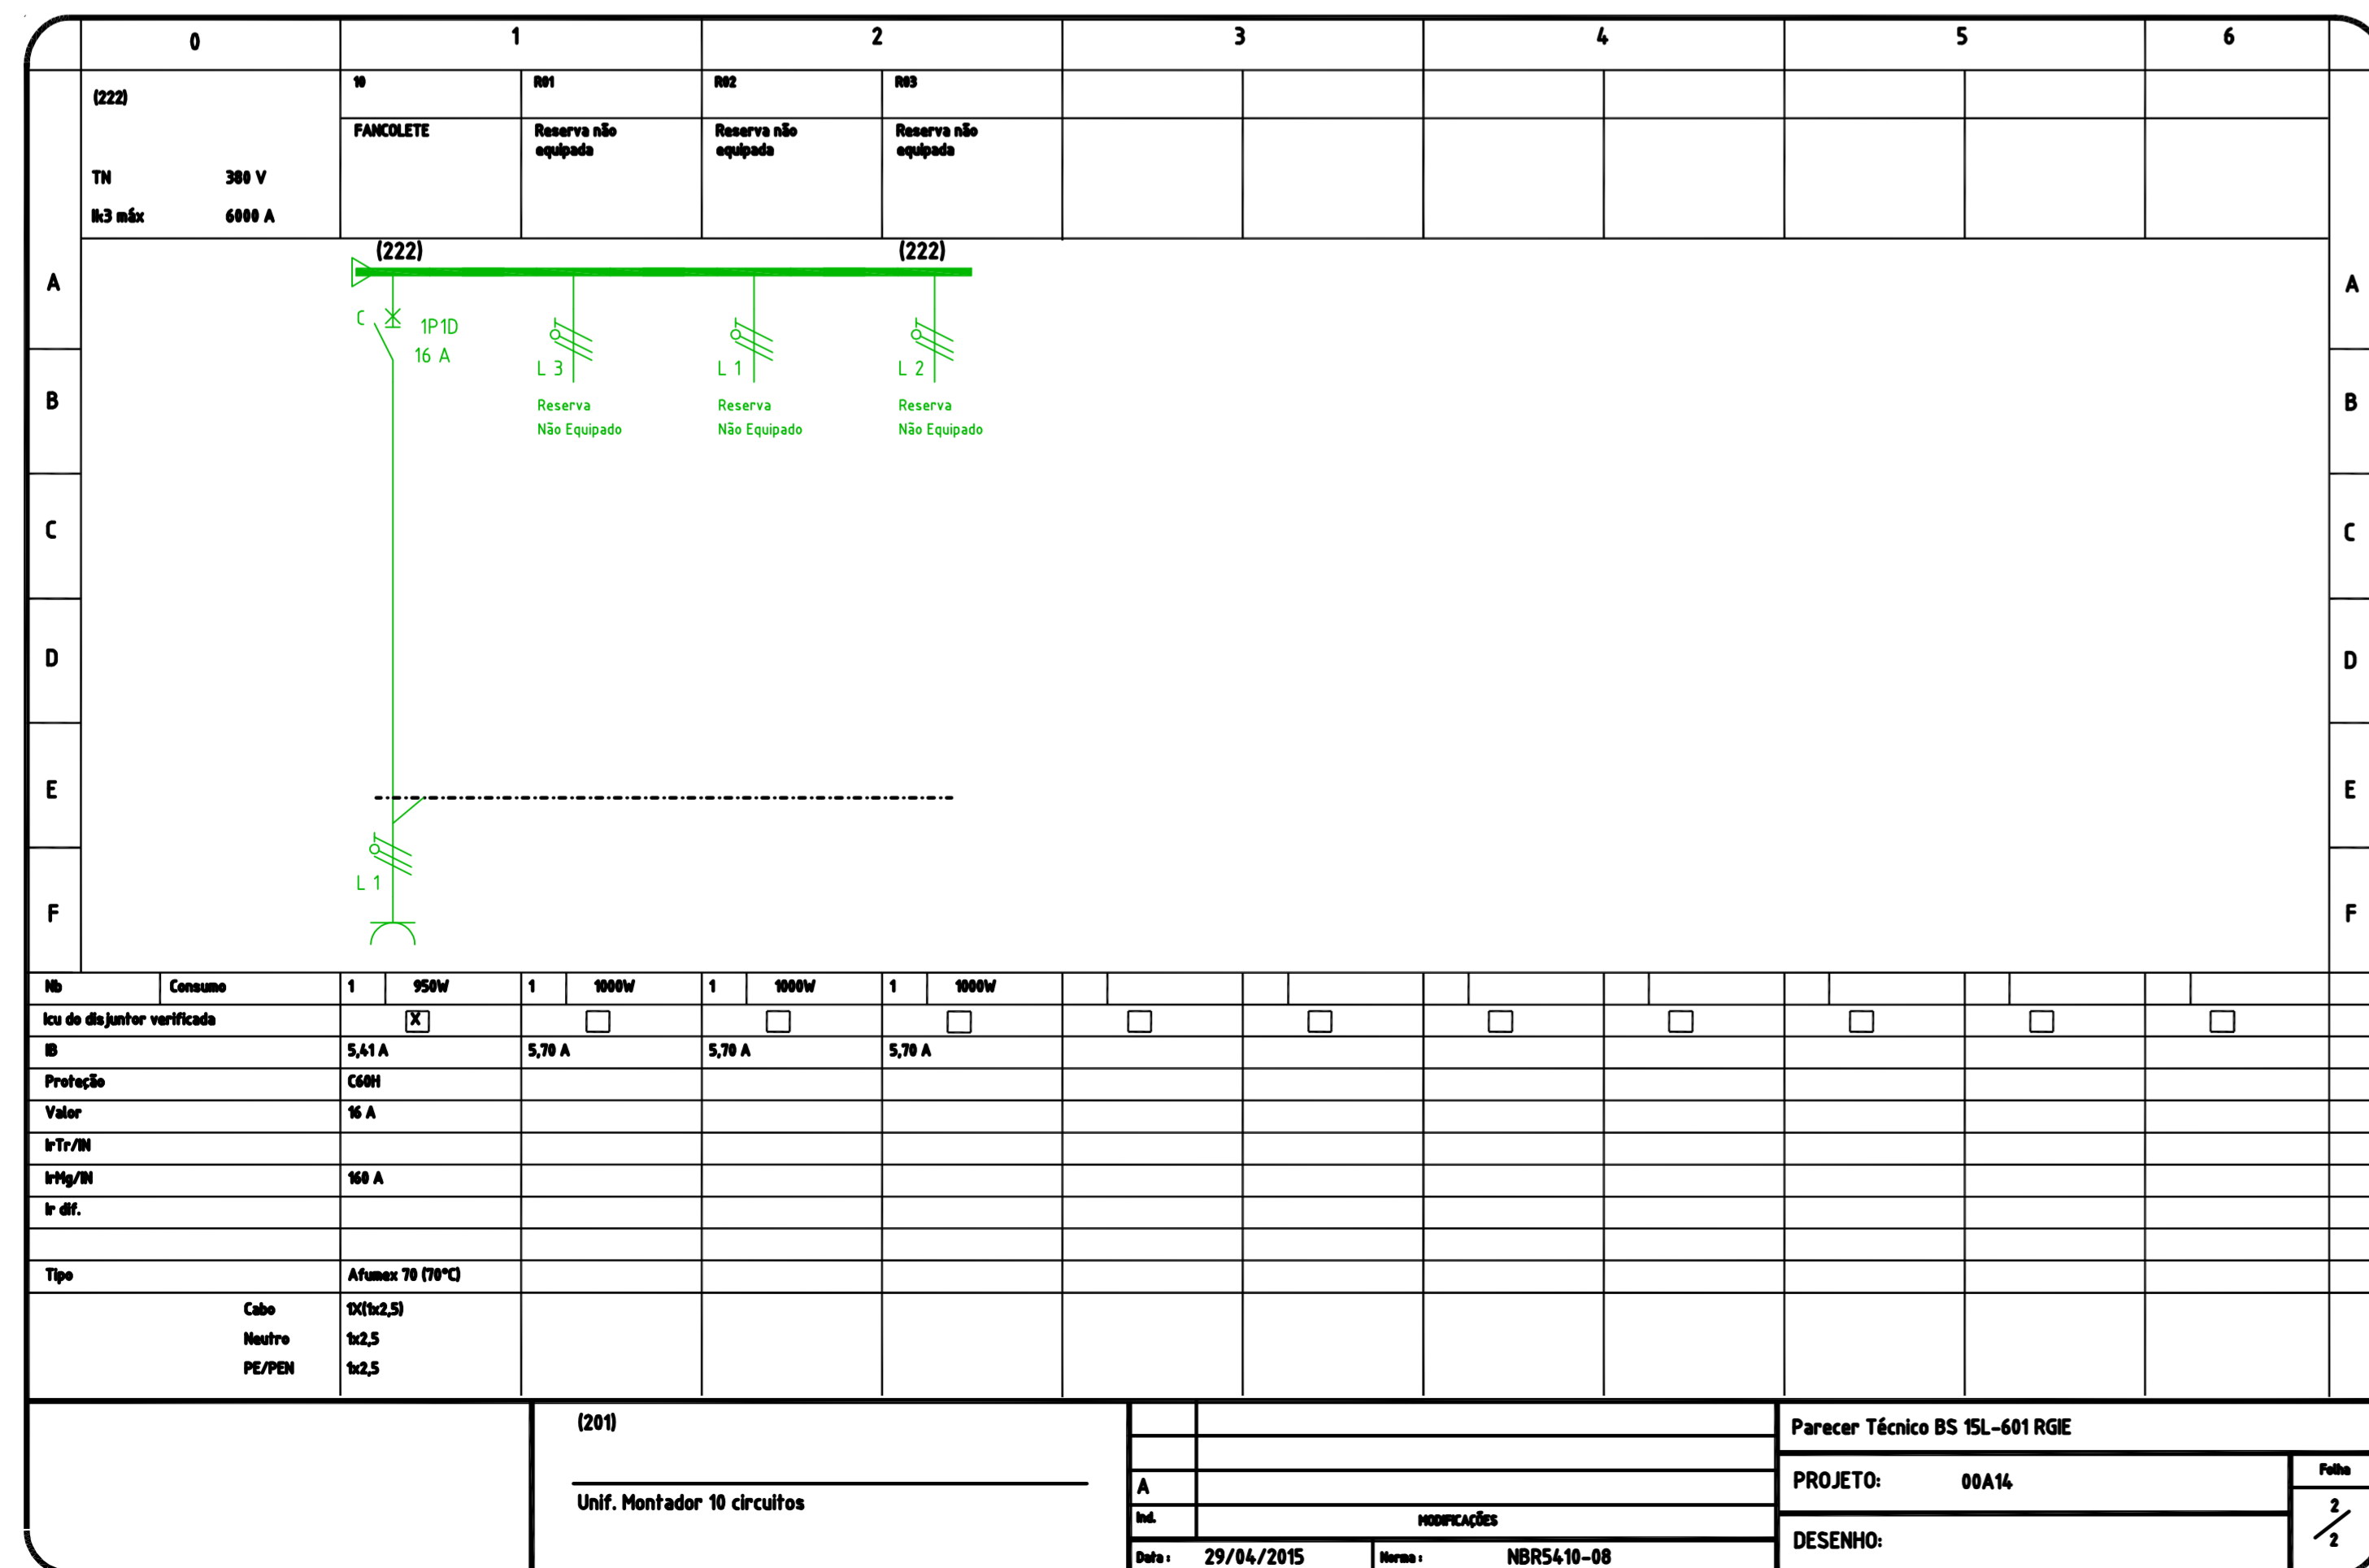 0 1 2 3 4 5 6
(222) 10 R01 R02 R03
FANCOLETE Reserva não equipada Reserva não equipada Reserva não equipada
TN 380 V
Ik3 máx 6000 A
(222) (222)
A A
C 1P1D
16 A
L 3 L 1 L 2
B B
Reserva Reserva Reserva
Não Equipado Não Equipado Não Equipado
C C
D D
E E
L 1
F F
Nb Consumo 1 950W 1 1000W 1 1000W 1 1000W
Icu do disjuntor verificada X
IB 5,41 A 5,70 A 5,70 A 5,70 A
Proteção C60H
Valor 16 A
IrTr/IN
IrMg/IN 160 A
Ir dif.
Tipo Afumex 70 (70°C)
Cabo 1X(1x2,5)
Neutro 1x2,5
PE/PEN 1x2,5
(201)
Unif. Montador 10 circuitos
A
Ind. MODIFICAÇÕES
Data : 29/04/2015 Norma : NBR5410-08
Parecer Técnico BS 15L-601 RGIE
PROJETO: 00A14
DESENHO:
Folha
2/2